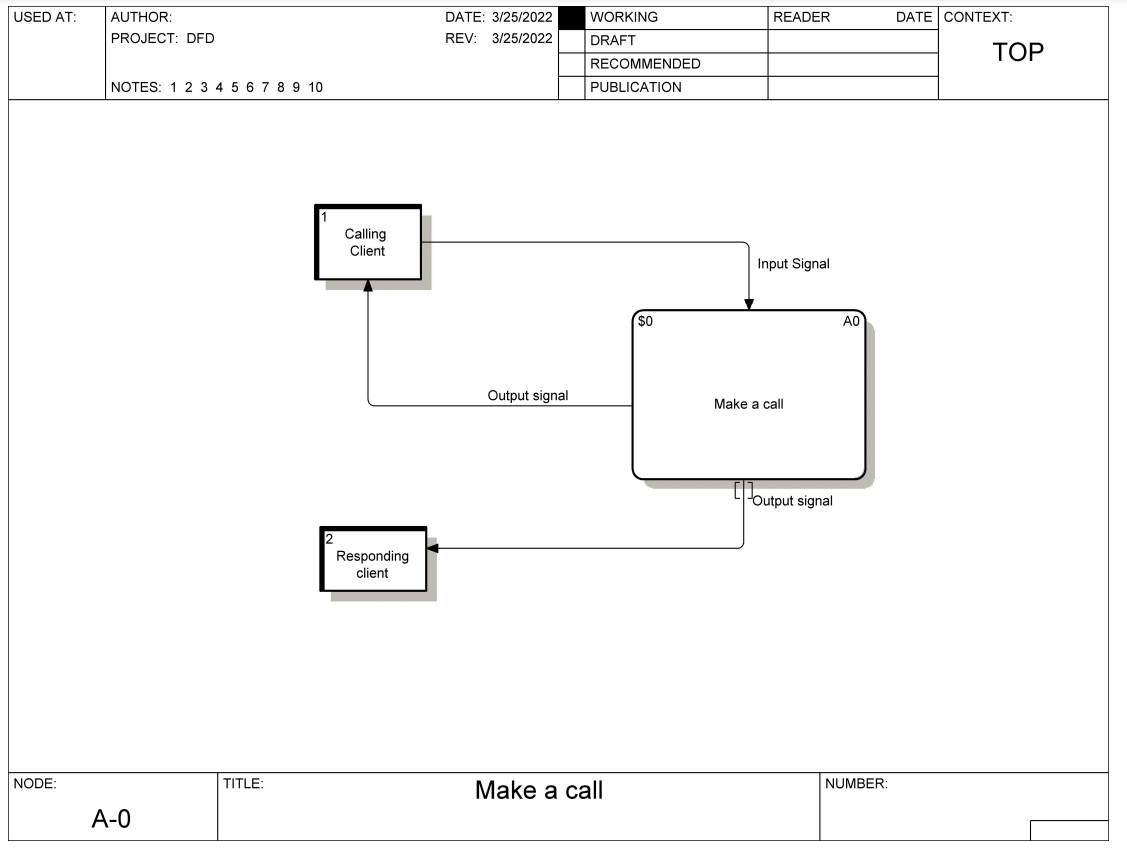 USED AT:
AUTHOR:
DATE: 3/25/2022
WORKING
READER
DATE
CONTEXT:
PROJECT: DFD
REV: 3/25/2022
DRAFT
TOP
RECOMMENDED
NOTES: 1 2 3 4 5 6 7 8 9 10
PUBLICATION
1
Calling
Client
Input Signal
$0
A0
Output signal
Make a call
Output signal
2
Responding
client
NODE:
TITLE:
Make a call
NUMBER:
A-0